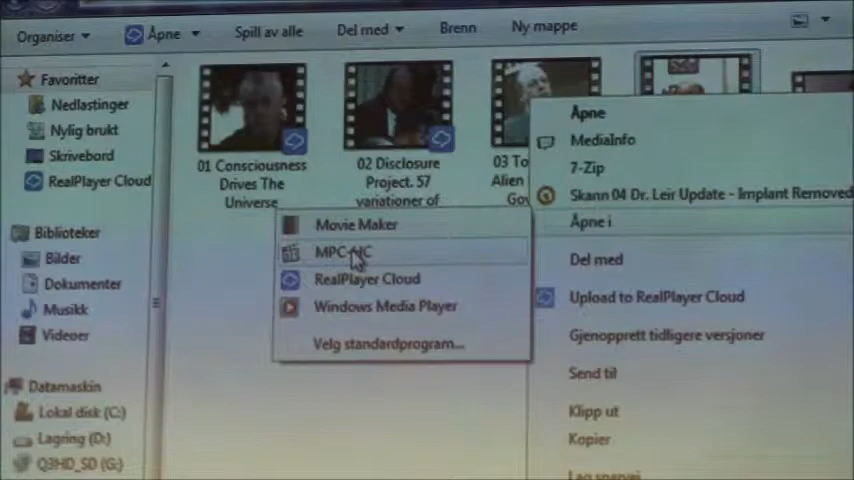 Organiser
Åpne
Spill av alle
Del med
Brenn
Ny mappe
Favoritter
Nedlastinger
Nylig brukt
Skrivebord
RealPlayer Cloud
Biblioteker
Bilder
Dokumenter
Musikk
Videoer
Datamaskin
Lokal disk (C:)
Lagring (D:)
Q3HD_SD (G:)
01 Consciousness
Drives The
Universe
02 Disclosure
Project. 57
variationer of
03 To
Alien
Gov
Åpne
MediaInfo
7-Zip
Skann 04 Dr. Leir Update - Implant Removed
Åpne i
Del med
Upload to RealPlayer Cloud
Gjenopprett tidligere versjoner
Send til
Klipp ut
Kopier
Lag snarvei
Movie Maker
MPC-HC
RealPlayer Cloud
Windows Media Player
Velg standardprogram...